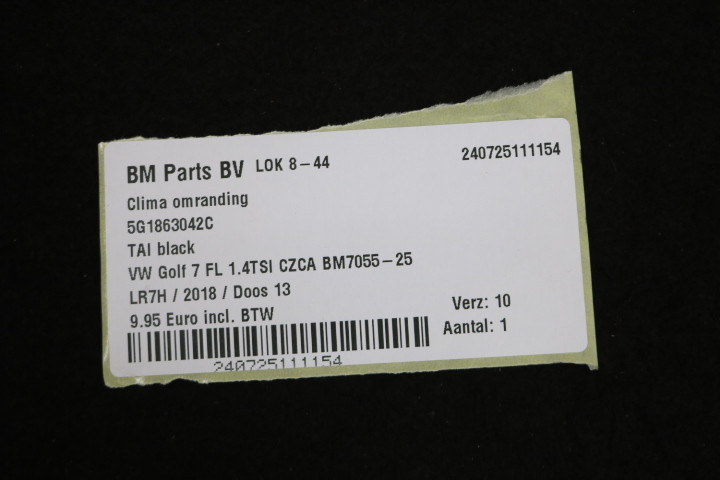 BM Parts BV LOK 8-44 240725111154
Clima omranding
5G1863042C
TAI black
VW Golf 7 FL 1.4TSI CZCA BM7055-25
LR7H / 2018 / Doos 13
9.95 Euro incl. BTW Verz: 10
Aantal: 1
240725111154